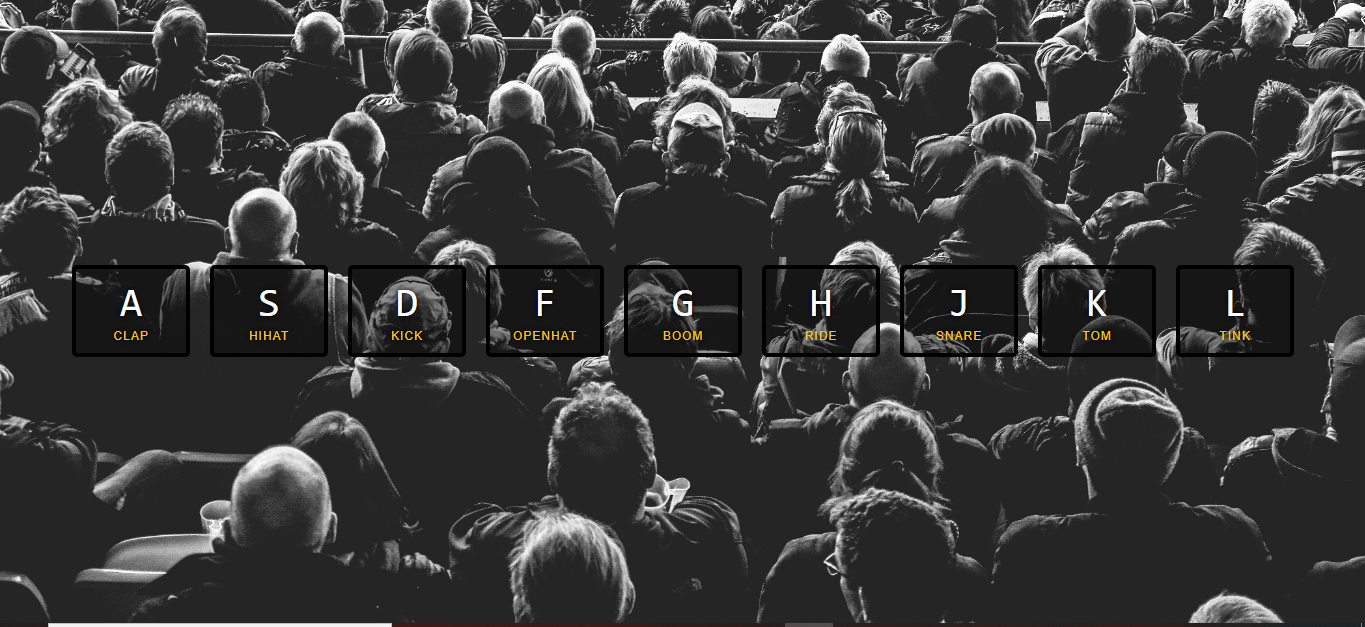 A S D F G H J K L
CLAP HIHAT KICK OPENHAT BOOM RIDE SNARE TOM TINK